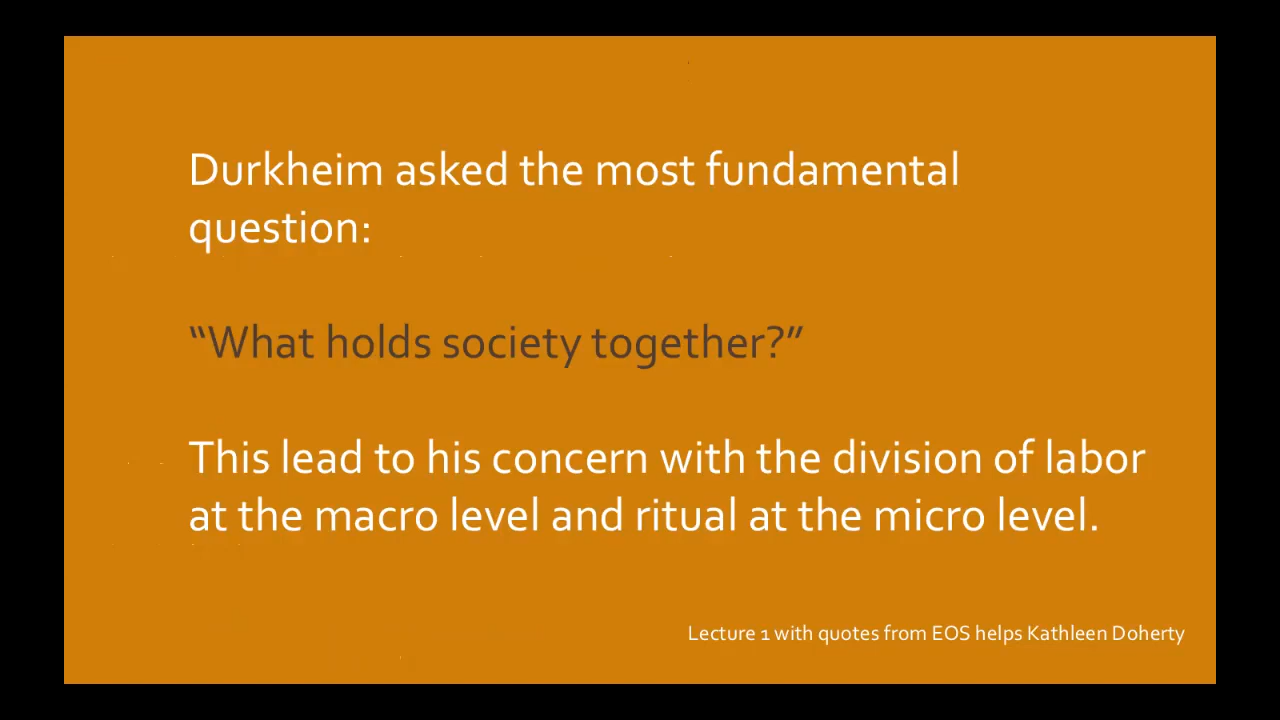 Durkheim asked the most fundamental
question:
“What holds society together?”
This lead to his concern with the division of labor
at the macro level and ritual at the micro level.
Lecture 1 with quotes from EOS helps Kathleen Doherty